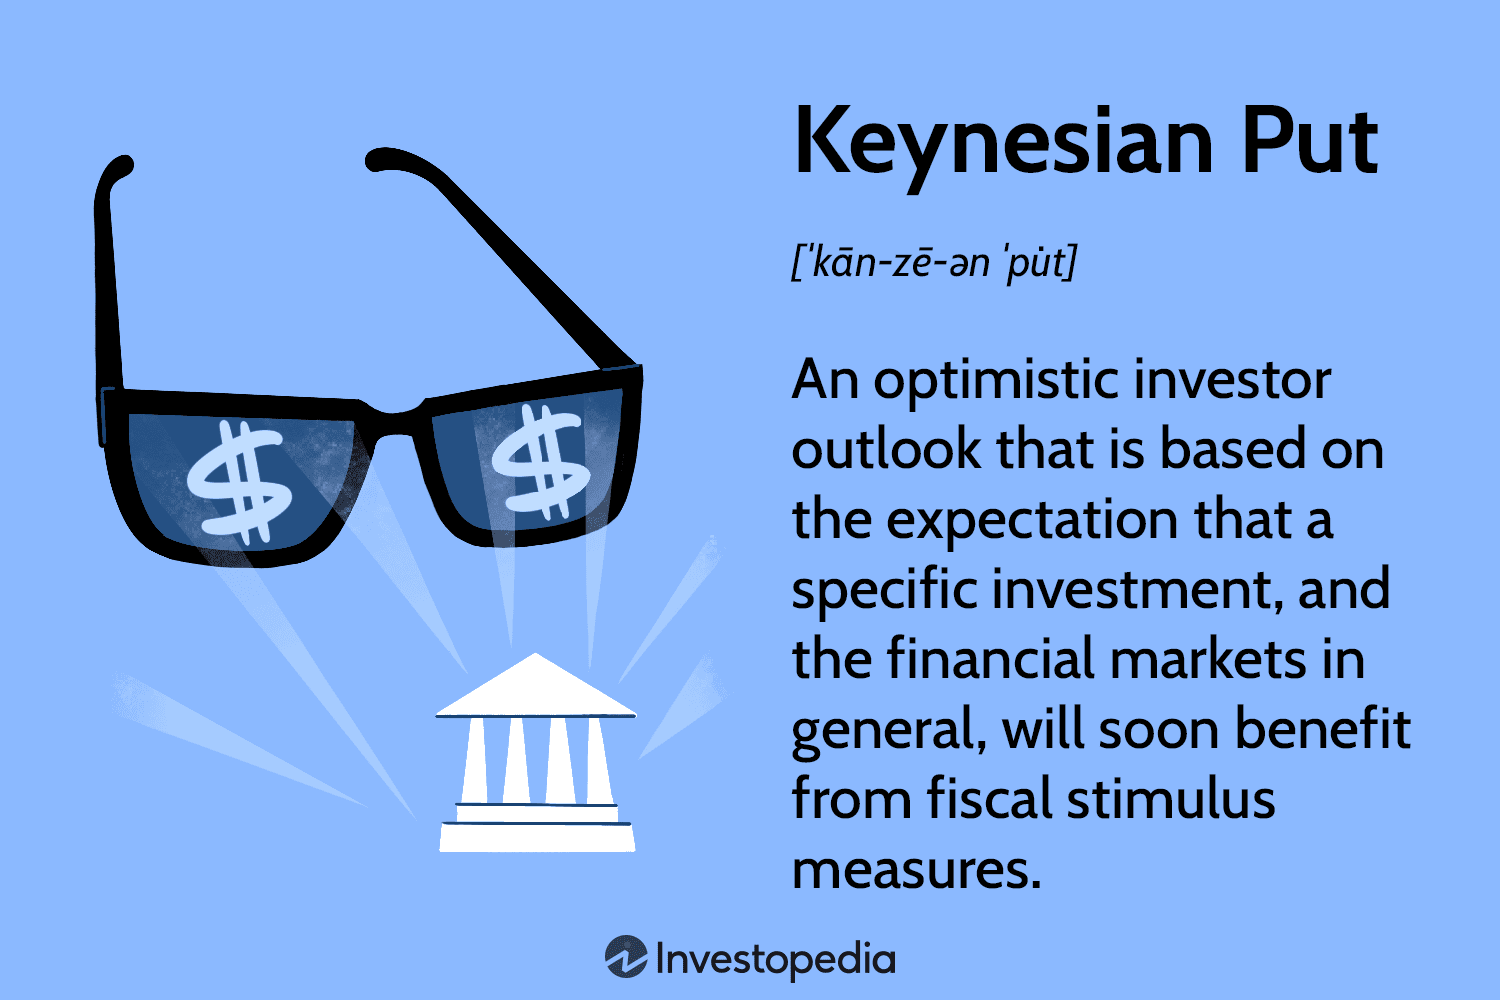 Keynesian Put
[ˈkān-zē-ən ˈpu̇t]
An optimistic investor
outlook that is based on
the expectation that a
specific investment, and
the financial markets in
general, will soon benefit
from fiscal stimulus
measures.
$ $
Investopedia